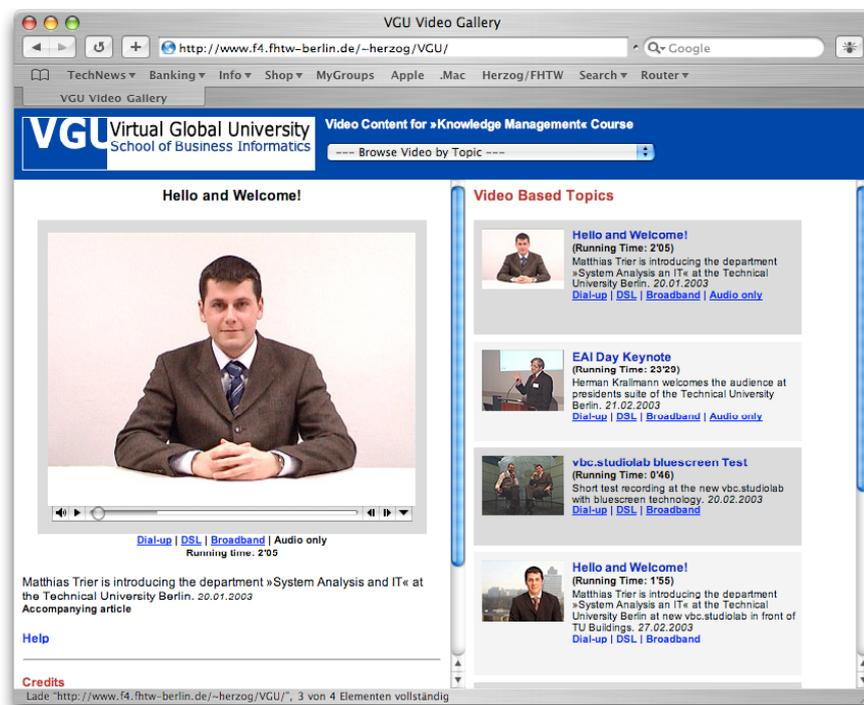 VGU Video Gallery
http://www.f4.fhtw-berlin.de/~herzog/VGU/
Google
TechNews Banking Info Shop MyGroups Apple .Mac Herzog/FHTW Search Router
VGU Video Gallery
VGU Virtual Global University
School of Business Informatics
Video Content for »Knowledge Management« Course
--- Browse Video by Topic ---
Hello and Welcome!
Dial-up | DSL | Broadband | Audio only
Running time: 2'05
Matthias Trier is introducing the department »System Analysis and IT« at
the Technical University Berlin. 20.01.2003
Accompanying article
Help
Credits
Video Based Topics
Hello and Welcome!
(Running Time: 2'05)
Matthias Trier is introducing the department
»System Analysis an IT« at the Technical
University Berlin. 20.01.2003
Dial-up | DSL | Broadband | Audio only
EAI Day Keynote
(Running Time: 23'29)
Herman Krallmann welcomes the audience at
presidents suite of the Technical University
Berlin. 21.02.2003
Dial-up | DSL | Broadband | Audio only
vbc.studiolab bluescreen Test
(Running Time: 0'46)
Short test recording at the new vbc.studiolab
with bluescreen technology. 20.02.2003
Dial-up | DSL | Broadband
Hello and Welcome!
(Running Time: 1'55)
Matthias Trier is introducing the department
»System Analysis an IT« at the Technical
University Berlin at new vbc.studiolab in front of
TU Buildings. 27.02.2003
Dial-up | DSL | Broadband
Lade "http://www.f4.fhtw-berlin.de/~herzog/VGU/", 3 von 4 Elementen vollständig